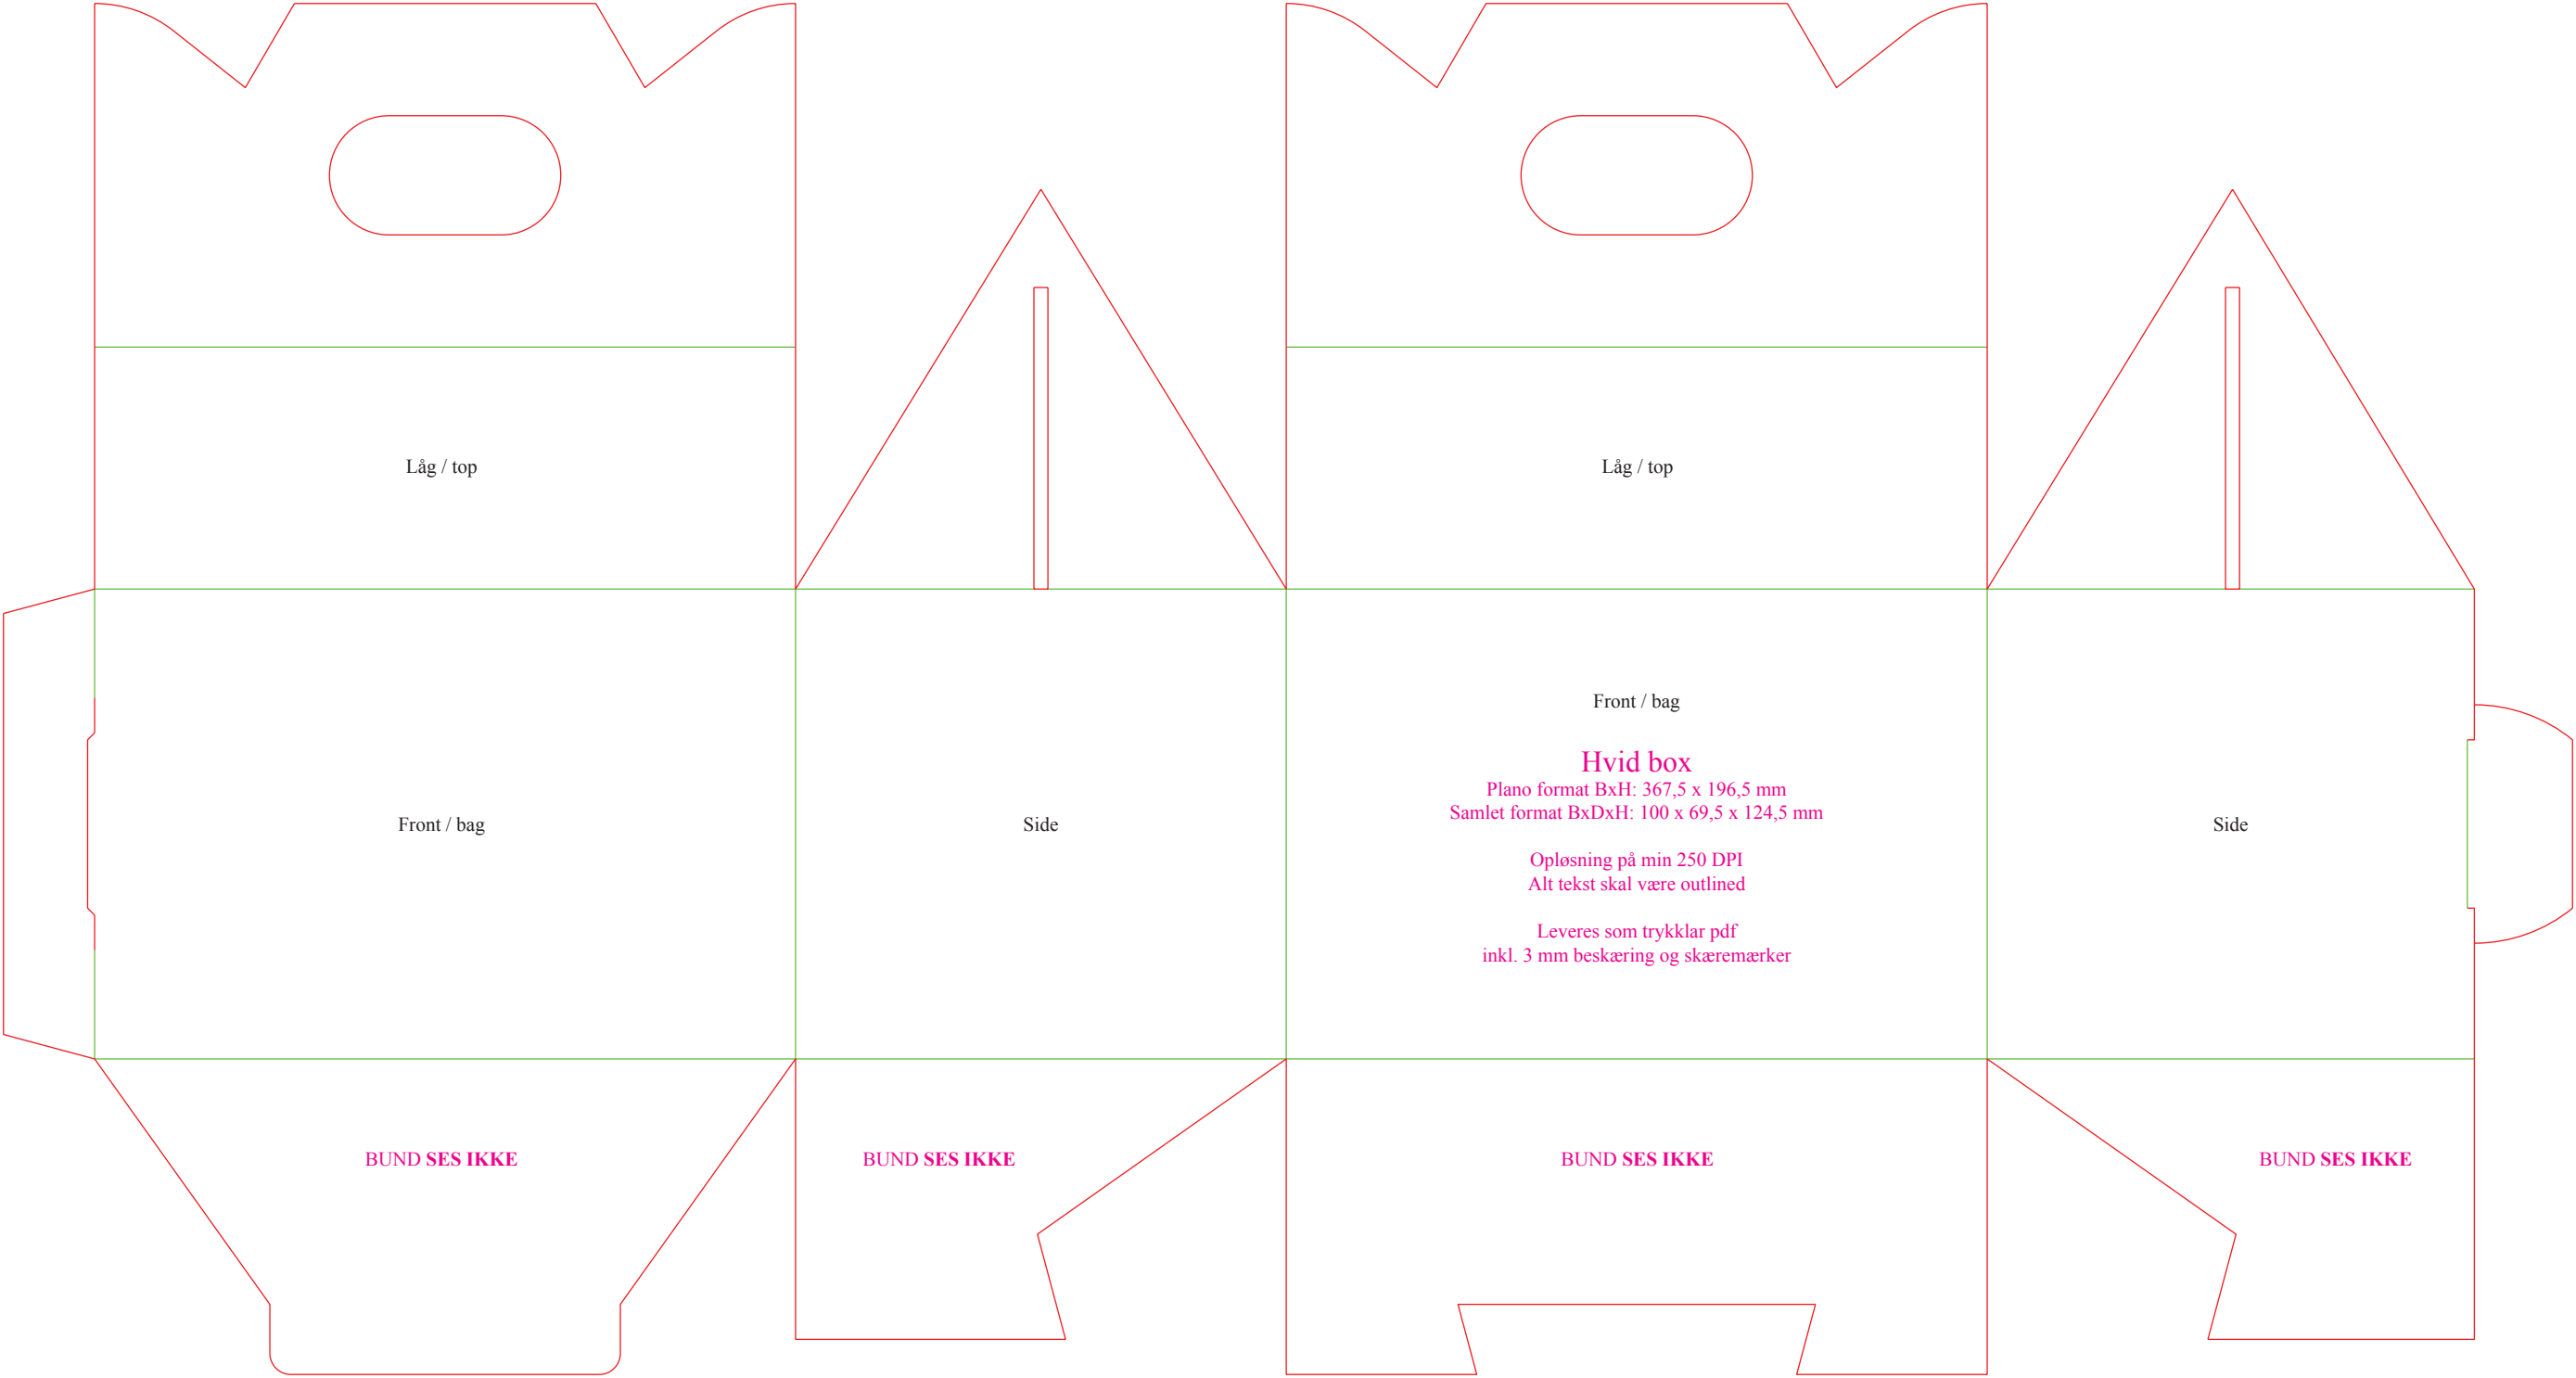 Låg / top
Låg / top
Front / bag
Side
Front / bag
Hvid box
Plano format BxH: 367,5 x 196,5 mm
Samlet format BxDxH: 100 x 69,5 x 124,5 mm
Opløsning på min 250 DPI
Alt tekst skal være outlined
Leveres som trykklar pdf
inkl. 3 mm beskæring og skæremærker
Side
BUND SES IKKE
BUND SES IKKE
BUND SES IKKE
BUND SES IKKE